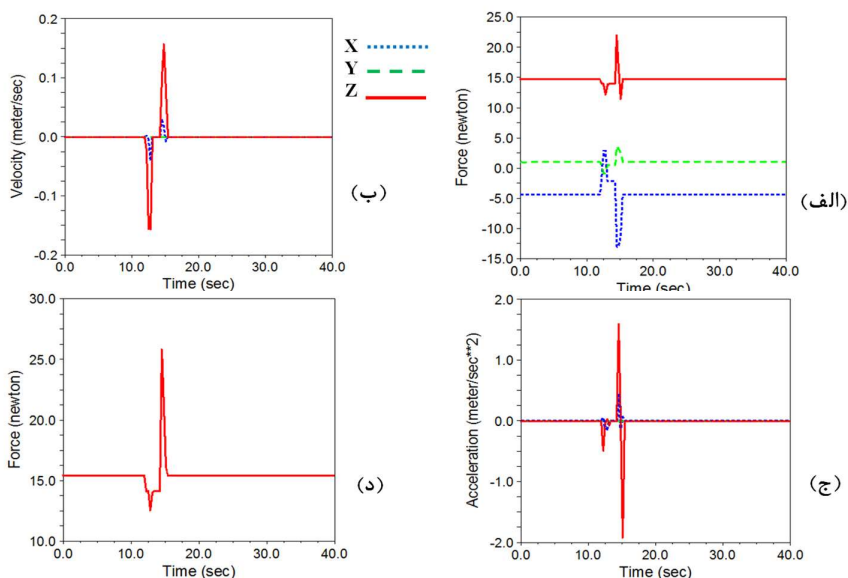 0.2
0.1
0.0
-0.1
-0.2
Velocity (meter/sec)
0.0 10.0 20.0 30.0 40.0
Time (sec)
(ب)
X
Y
Z
25.0
20.0
15.0
10.0
5.0
0.0
-5.0
-10.0
-15.0
Force (newton)
0.0 10.0 20.0 30.0 40.0
Time (sec)
(الف)
30.0
25.0
20.0
15.0
10.0
Force (newton)
0.0 10.0 20.0 30.0 40.0
Time (sec)
(د)
2.0
1.0
0.0
-1.0
-2.0
Acceleration (meter/sec**2)
0.0 10.0 20.0 30.0 40.0
Time (sec)
(ج)